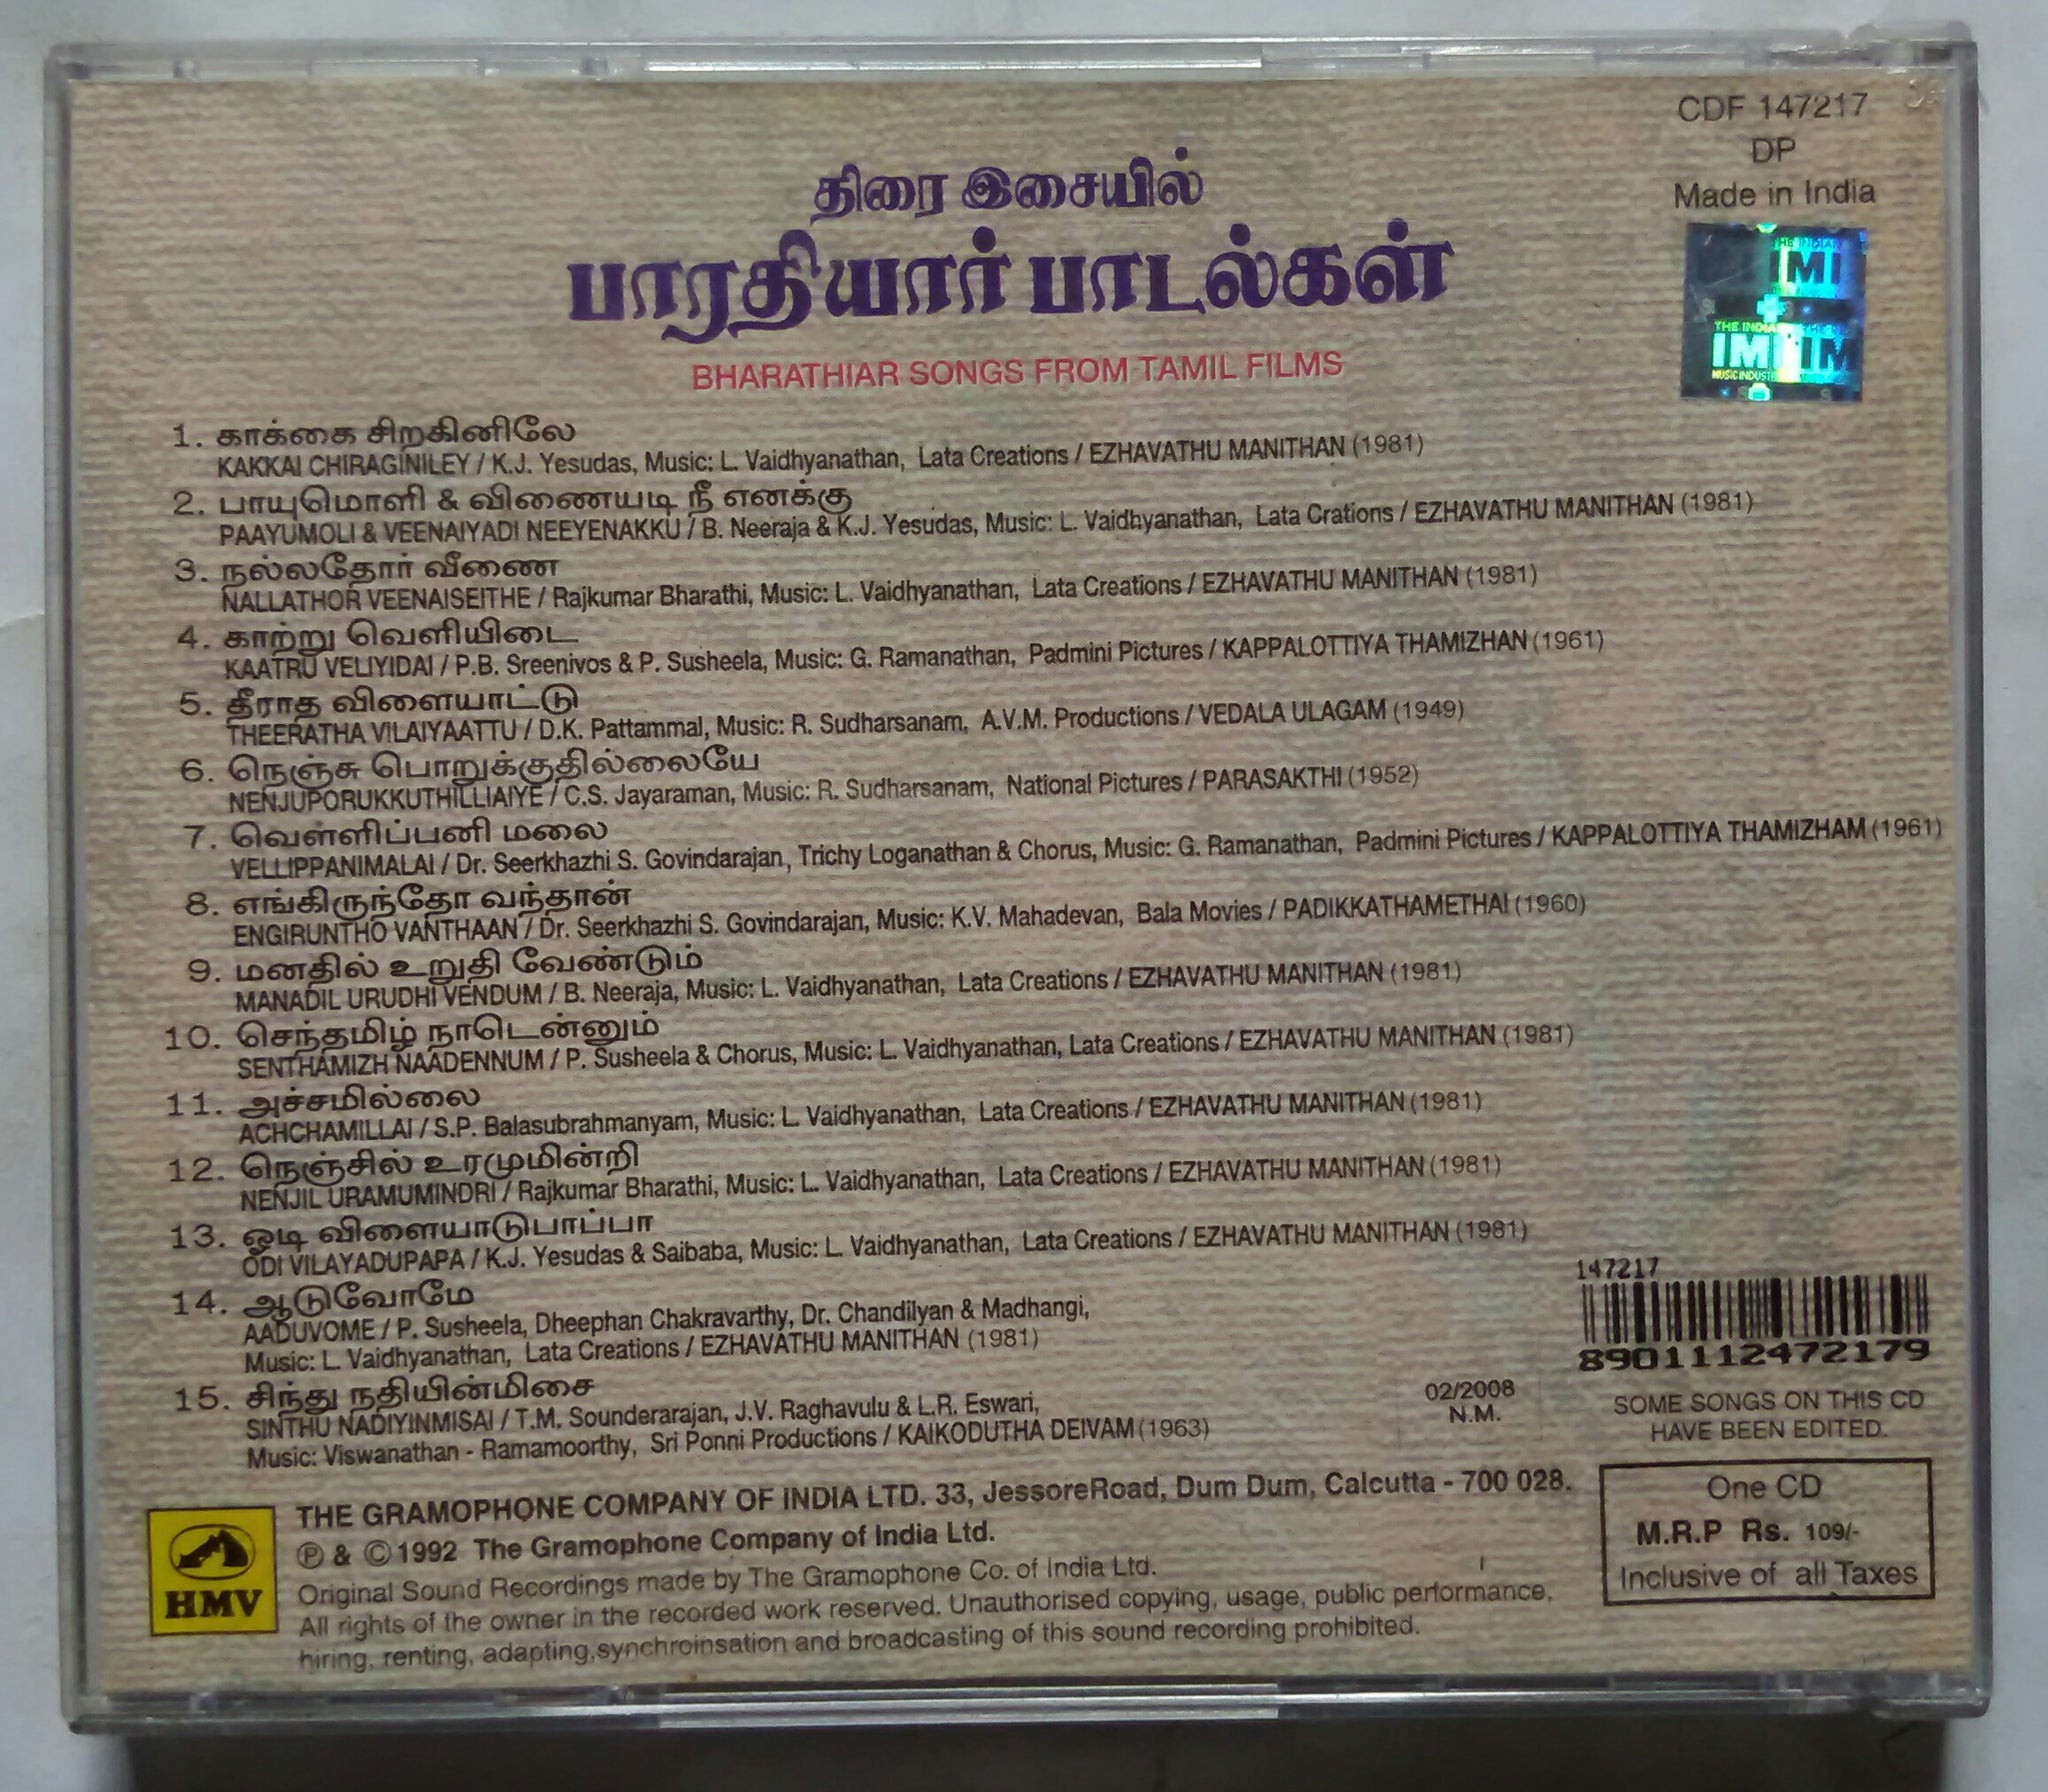 CDF 147217
DP
Made in India
திரை இசையில்
பாரதியார் பாடல்கள்
BHARATHIAR SONGS FROM TAMIL FILMS
IMI
THE INDIAN
IMI
MUSIC INDUSTR
1. காக்கை சிறகினிலே
KAKKAI CHIRAGINILEY / K.J. Yesudas, Music: L. Vaidhyanathan, Lata Creations / EZHAVATHU MANITHAN (1981)
2. பாயுமொளி & விணையடி நீ எனக்கு
PAAYUMOLI & VEENAIYADI NEEYENAKKU / B. Neeraja & K.J. Yesudas, Music: L. Vaidhyanathan, Lata Crations / EZHAVATHU MANITHAN (1981)
3. நல்லதோர் வீணை
NALLATHOR VEENAISEITHE / Rajkumar Bharathi, Music: L. Vaidhyanathan, Lata Creations / EZHAVATHU MANITHAN (1981)
4. காற்று வெளியிடை
KAATRU VELIYIDAI / P.B. Sreenivos & P. Susheela, Music: G. Ramanathan, Padmini Pictures / KAPPALOTTIYA THAMIZHAN (1961)
5. தீராத விளையாட்டு
THEERATHA VILAIYAATTU / D.K. Pattammal, Music: R. Sudharsanam, A.V.M. Productions / VEDALA ULAGAM (1949)
6. நெஞ்சு பொறுக்குதில்லையே
NENJUPORUKKUTHILLIAIYE / C.S. Jayaraman, Music: R. Sudharsanam, National Pictures / PARASAKTHI (1952)
7. வெள்ளிப்பனி மலை
VELLIPPANIMALAI / Dr. Seerkhazhi S. Govindarajan, Trichy Loganathan & Chorus, Music: G. Ramanathan, Padmini Pictures / KAPPALOTTIYA THAMIZHAM (1961)
8. எங்கிருந்தோ வந்தான்
ENGIRUNTHO VANTHAAN / Dr. Seerkhazhi S. Govindarajan, Music: K.V. Mahadevan, Bala Movies / PADIKKATHAMETHAI (1960)
9. மனதில் உறுதி வேண்டும்
MANADIL URUDHI VENDUM / B. Neeraja, Music: L. Vaidhyanathan, Lata Creations / EZHAVATHU MANITHAN (1981)
10. செந்தமிழ் நாடென்னும்
SENTHAMIZH NAADENNUM / P. Susheela & Chorus, Music: L. Vaidhyanathan, Lata Creations / EZHAVATHU MANITHAN (1981)
11. அச்சமில்லை
ACHCHAMILLAI / S.P. Balasubrahmanyam, Music: L. Vaidhyanathan, Lata Creations / EZHAVATHU MANITHAN (1981)
12. நெஞ்சில் உரமுமின்றி
NENJIL URAMUMINDRI / Rajkumar Bharathi, Music: L. Vaidhyanathan, Lata Creations / EZHAVATHU MANITHAN (1981)
13. ஓடி விளையாடுபாப்பா
ODI VILAYADUPAPA / K.J. Yesudas & Saibaba, Music: L. Vaidhyanathan, Lata Creations / EZHAVATHU MANITHAN (1981)
14. ஆடுவோமே
AADUVOME / P. Susheela, Dheephan Chakravarthy, Dr. Chandilyan & Madhangi,
Music: L. Vaidhyanathan, Lata Creations / EZHAVATHU MANITHAN (1981)
15. சிந்து நதியின்மிசை
SINTHU NADIYINMISAI / T.M. Sounderarajan, J.V. Raghavulu & L.R. Eswari,
Music: Viswanathan - Ramamoorthy, Sri Ponni Productions / KAIKODUTHA DEIVAM (1963)
147217
8901112472179
02/2008
N.M.
SOME SONGS ON THIS CD
HAVE BEEN EDITED.
One CD
M.R.P Rs. 109/-
Inclusive of all Taxes
HMV
THE GRAMOPHONE COMPANY OF INDIA LTD. 33, JessoreRoad, Dum Dum, Calcutta - 700 028.
Ⓟ & © 1992 The Gramophone Company of India Ltd.
Original Sound Recordings made by The Gramophone Co. of India Ltd.
All rights of the owner in the recorded work reserved. Unauthorised copying, usage, public performance,
hiring, renting, adapting,synchroinsation and broadcasting of this sound recording prohibited.